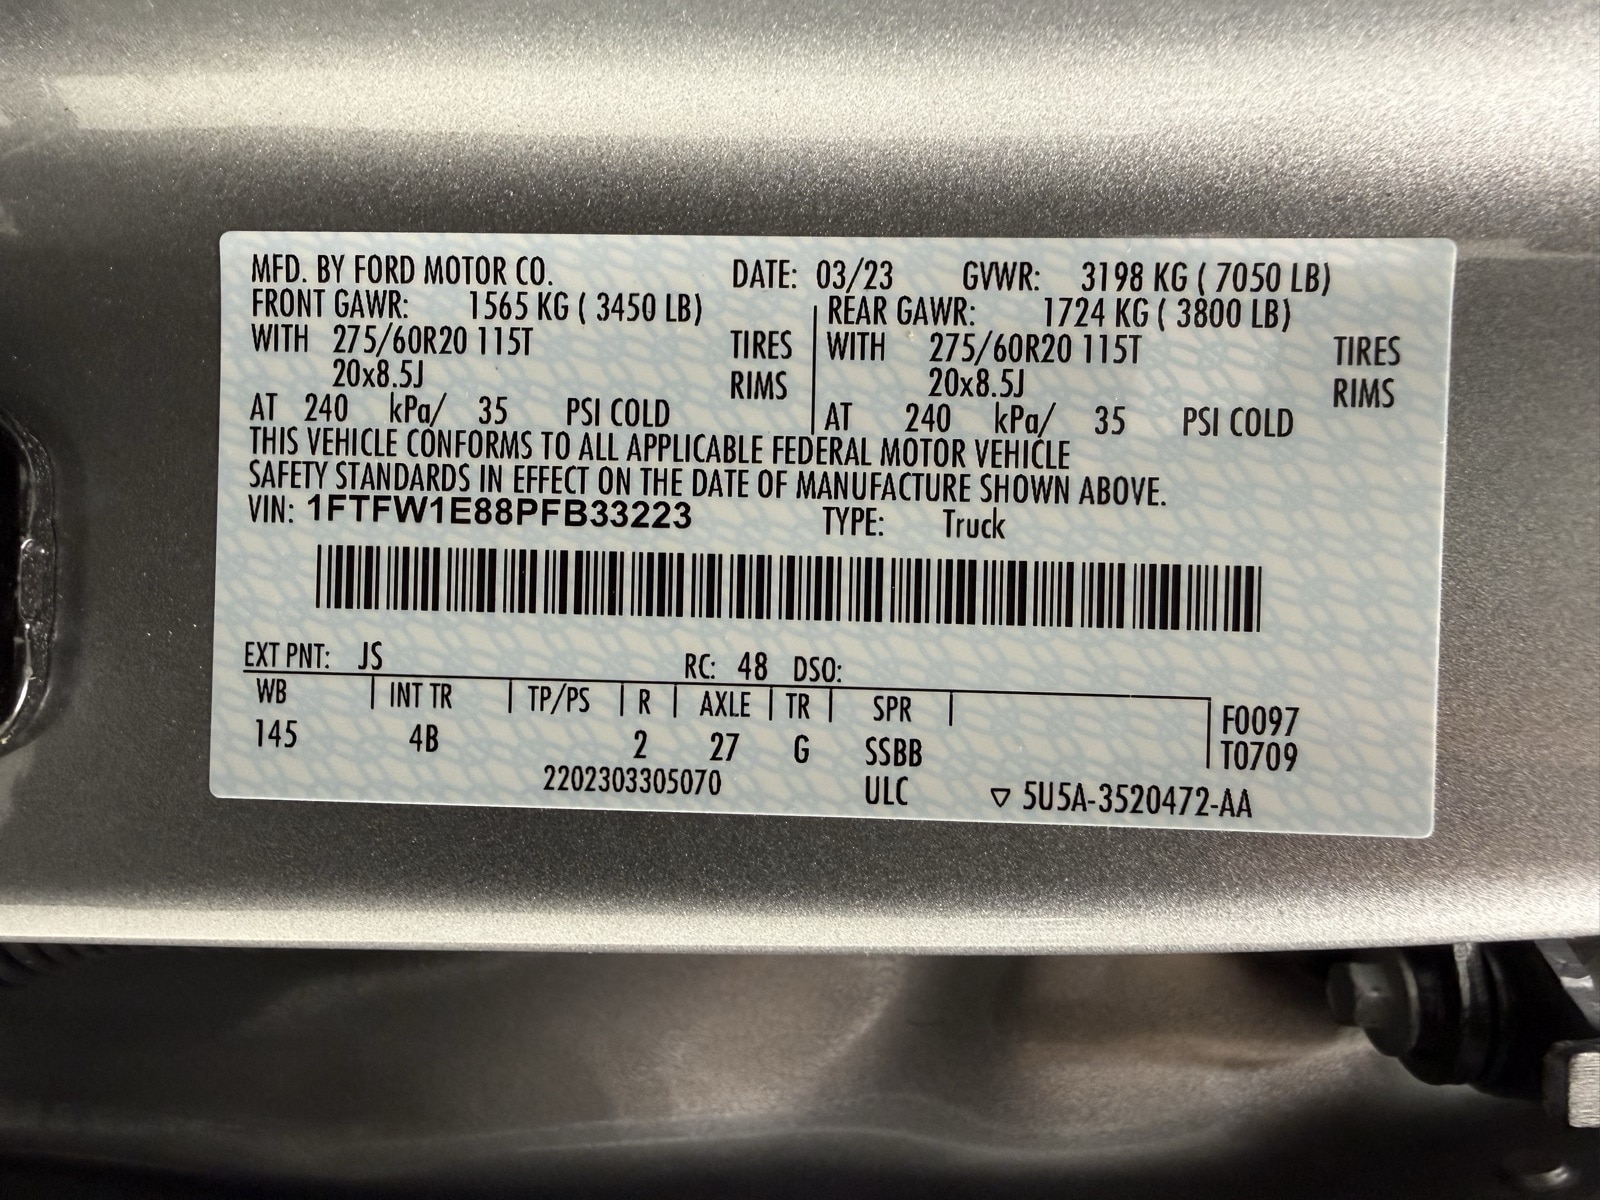 MFD. BY FORD MOTOR CO. DATE: 03/23 GVWR: 3198 KG ( 7050 LB)
FRONT GAWR: 1565 KG ( 3450 LB) REAR GAWR: 1724 KG ( 3800 LB)
WITH 275/60R20 115T TIRES WITH 275/60R20 115T TIRES
20x8.5J RIMS 20x8.5J RIMS
AT 240 kPa/ 35 PSI COLD AT 240 kPa/ 35 PSI COLD
THIS VEHICLE CONFORMS TO ALL APPLICABLE FEDERAL MOTOR VEHICLE
SAFETY STANDARDS IN EFFECT ON THE DATE OF MANUFACTURE SHOWN ABOVE.
VIN: 1FTFW1E88PFB33223 TYPE: Truck
EXT PNT: JS RC: 48 DSO:
WB INT TR TP/PS R AXLE TR SPR F0097
145 4B 2 27 G SSBB T0709
2202303305070 ULC ▽ 5U5A-3520472-AA